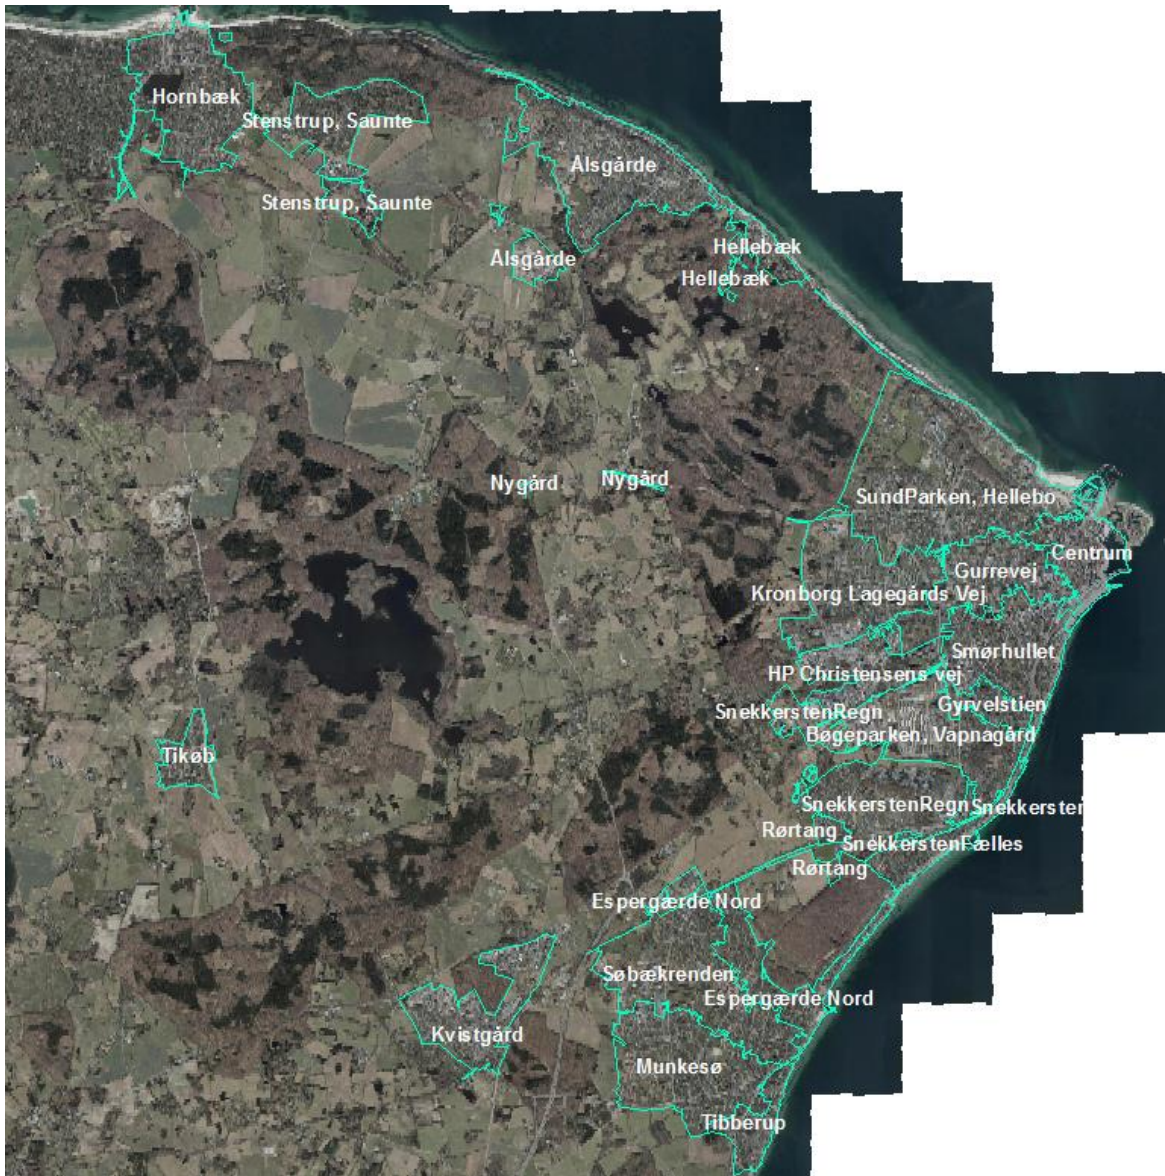 Hornbæk
Stenstrup, Saunte
Ålsgårde
Stenstrup, Saunte
Hellebæk
Ålsgårde
Hellebæk
Nygård
Nygård
SundParken, Hellebo
Centrum
Gurrevej
Kronborg Lagegårds Vej
Smørhullet
HP Christensens vej
Gyrvelstien
SnekkerstenRegn
Bøgeparken, Vapnagård
Tikøb
SnekkerstenRegn
Snekkersten
Rørtang
SnekkerstenFælles
Rørtang
Espergærde Nord
Søbækrenden
Espergærde Nord
Kvistgård
Munkesø
Tibberup